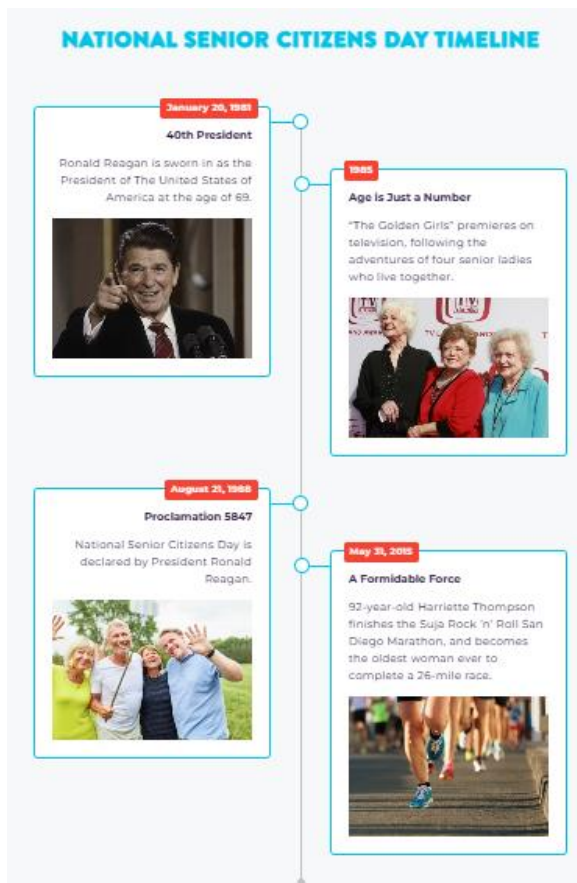 NATIONAL SENIOR CITIZENS DAY TIMELINE
January 20, 1981
40th President
Ronald Reagan is sworn in as the
President of The United States of
America at the age of 69.
1985
Age is Just a Number
“The Golden Girls” premieres on
television, following the
adventures of four senior ladies
who live together.
TV
TV
August 21, 1988
Proclamation 5847
National Senior Citizens Day is
declared by President Ronald
Reagan.
May 31, 2015
A Formidable Force
92-year-old Harriette Thompson
finishes the Suja Rock ’n’ Roll San
Diego Marathon, and becomes
the oldest woman ever to
complete a 26-mile race.